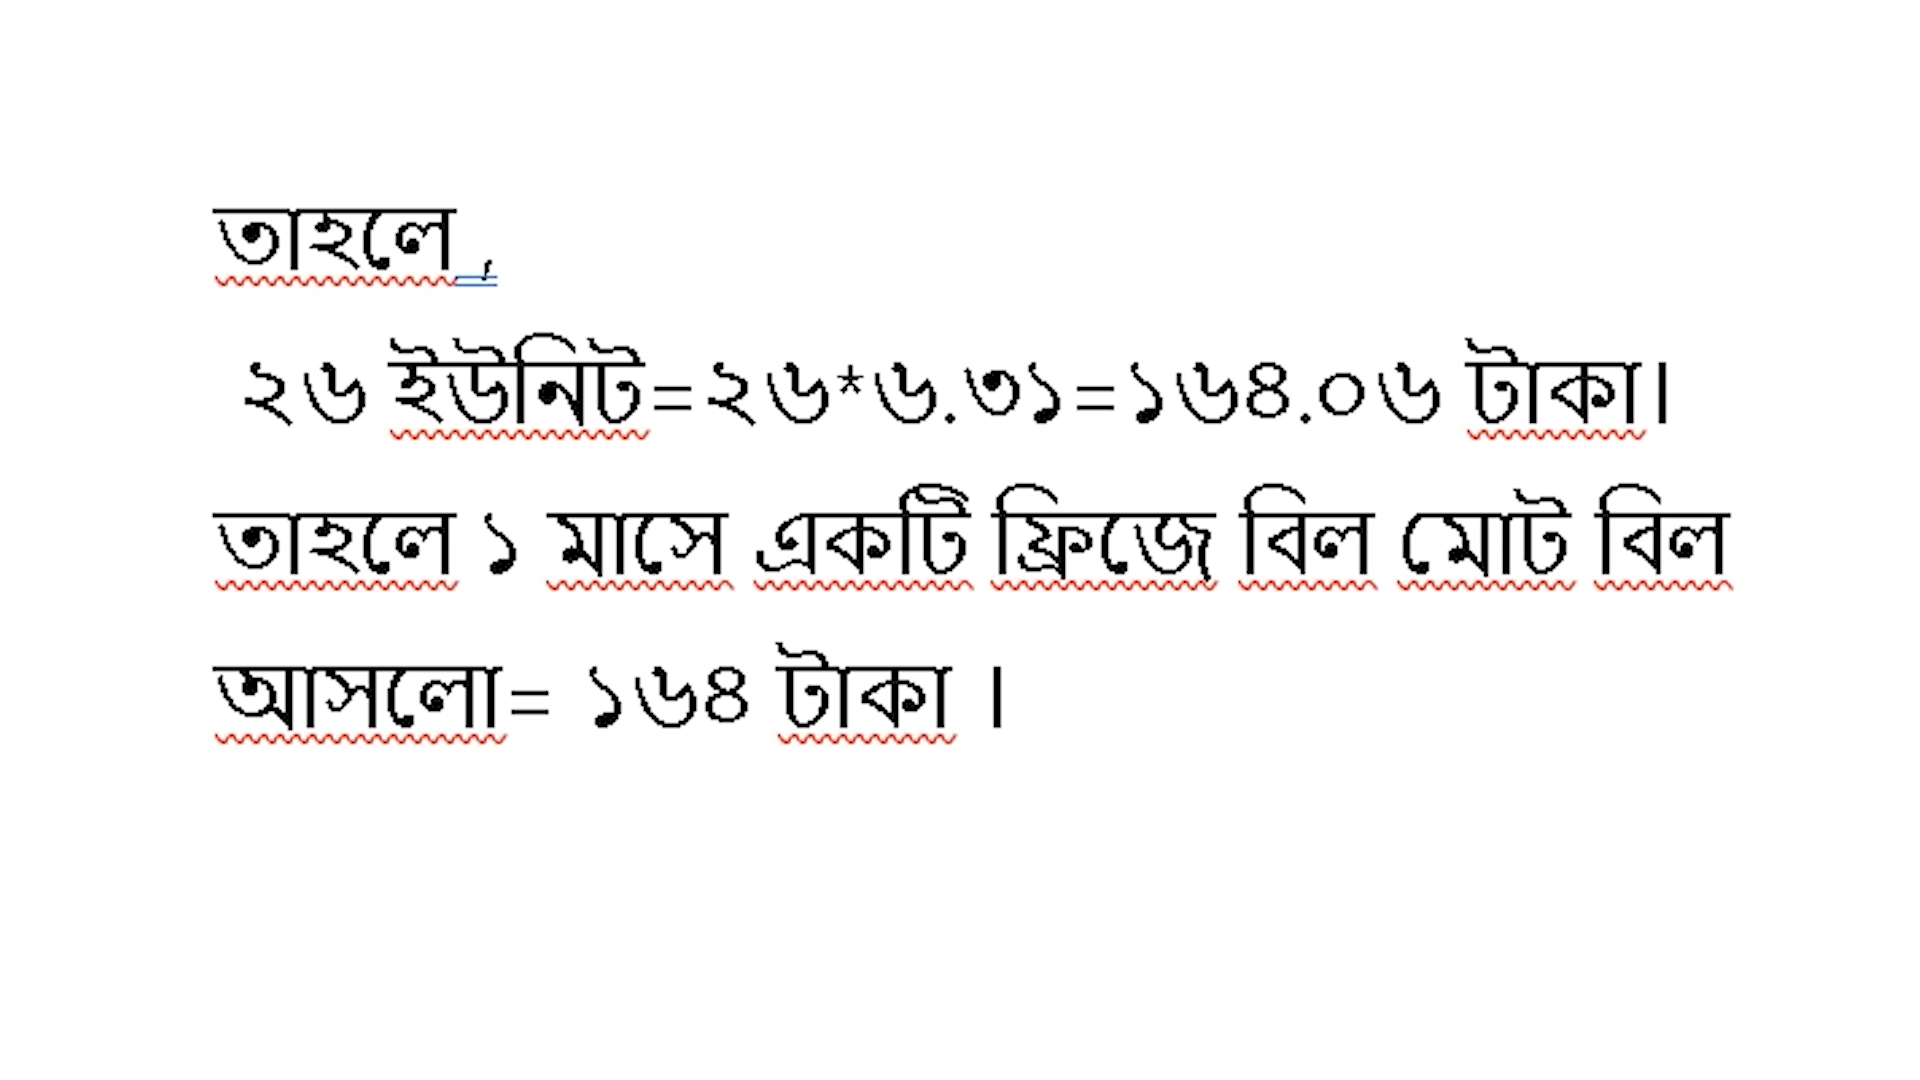 তাহলে ,
২৬ ইউনিট=২৬*৬.৩১=১৬৪.০৬ টাকা।
তাহলে ১ মাসে একটি ফ্রিজে বিল মোট বিল
আসলো= ১৬৪ টাকা ।